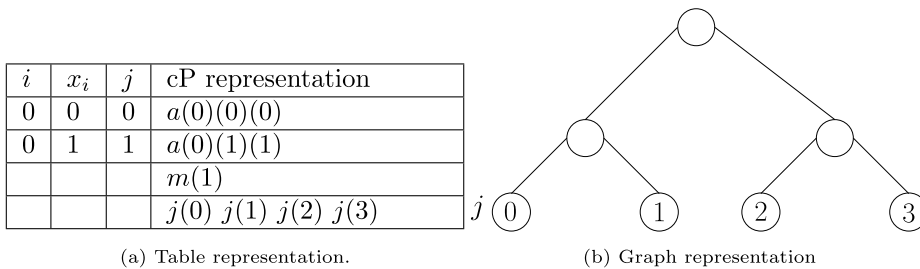 i x_i j cP representation
0 0 0 a(0)(0)(0)
0 1 1 a(0)(1)(1)
m(1)
j(0) j(1) j(2) j(3)
(a) Table representation.
j 0 1 2 3
(b) Graph representation